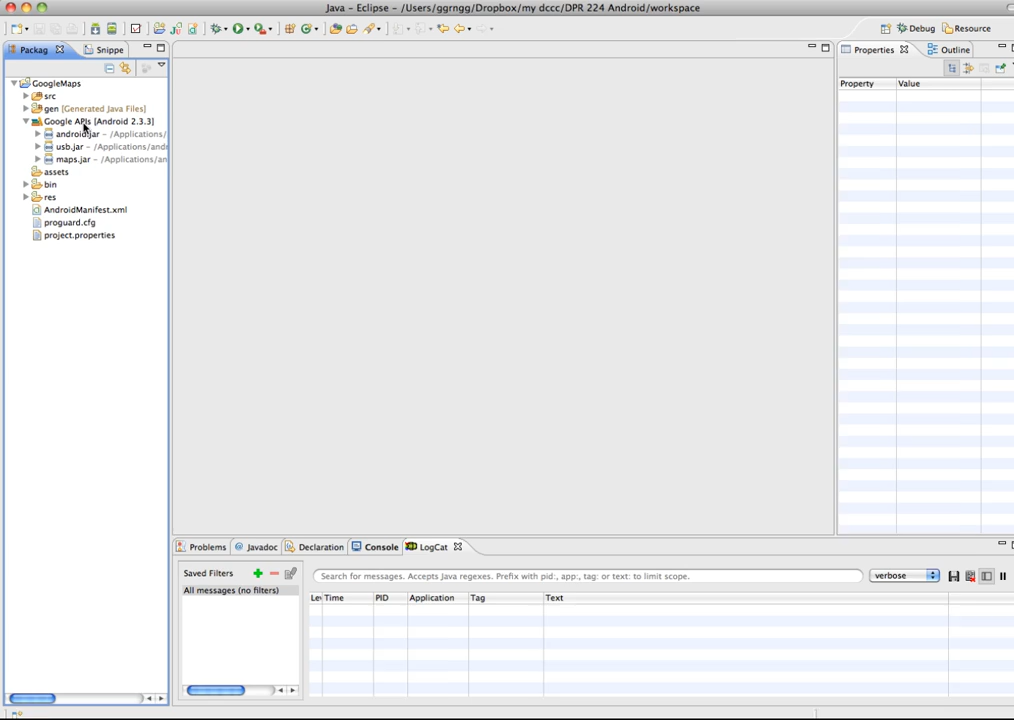 Java – Eclipse – /Users/ggrngg/Dropbox/my dccc/DPR 224 Android/workspace
Debug
Resource
Packag
Snippe
Properties
Outline
Property
Value
GoogleMaps
src
gen [Generated Java Files]
Google APIs [Android 2.3.3]
android.jar – /Applications/
usb.jar – /Applications/andr
maps.jar – /Applications/an
assets
bin
res
AndroidManifest.xml
proguard.cfg
project.properties
Problems
@ Javadoc
Declaration
Console
LogCat
Saved Filters
All messages (no filters)
Search for messages. Accepts Java regexes. Prefix with pid:, app:, tag: or text: to limit scope.
verbose
Le
Time
PID
Application
Tag
Text